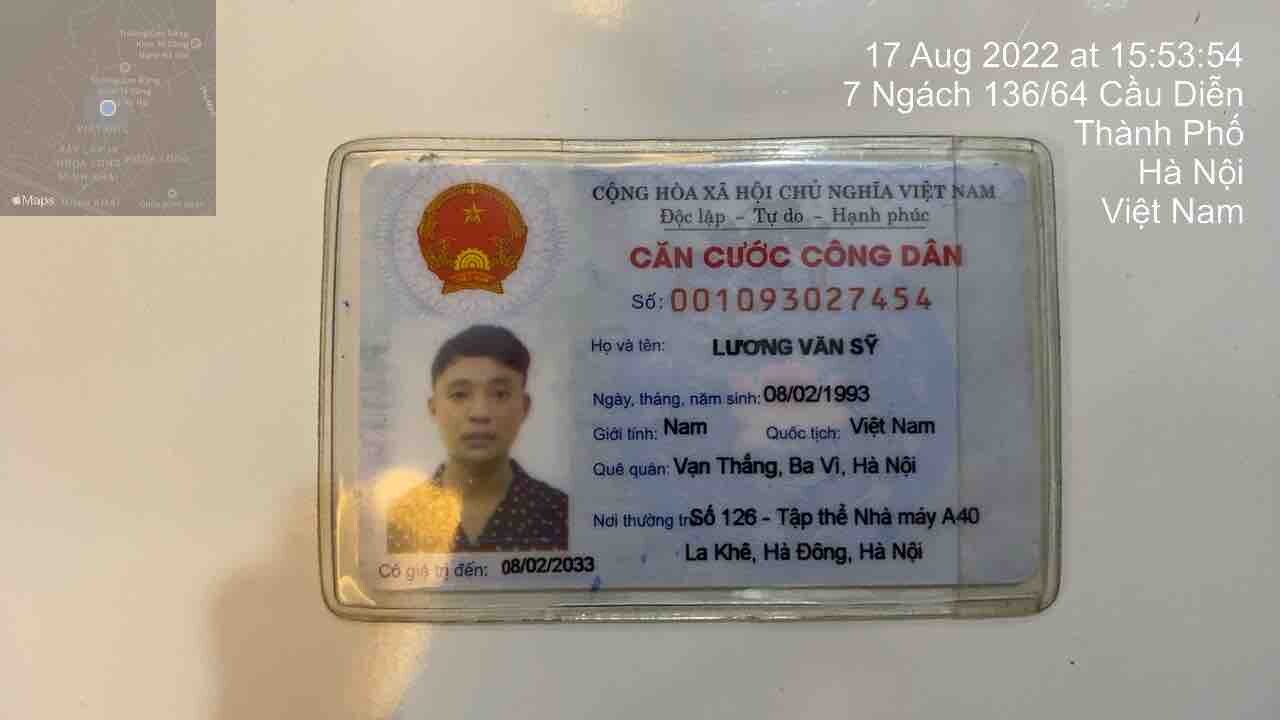 17 Aug 2022 at 15:53:54
7 Ngách 136/64 Cầu Diễn
Thành Phố
Hà Nội
Việt Nam
Maps
CỘNG HÒA XÃ HỘI CHỦ NGHĨA VIỆT NAM
Độc lập - Tự do - Hạnh phúc
CĂN CƯỚC CÔNG DÂN
Số: 001093027454
Họ và tên: LƯƠNG VĂN SỸ
Ngày, tháng, năm sinh: 08/02/1993
Giới tính: Nam Quốc tịch: Việt Nam
Quê quán: Vạn Thắng, Ba Vì, Hà Nội
Nơi thường tr Số 126 - Tập thể Nhà máy A40
La Khê, Hà Đông, Hà Nội
Có giá trị đến: 08/02/2033